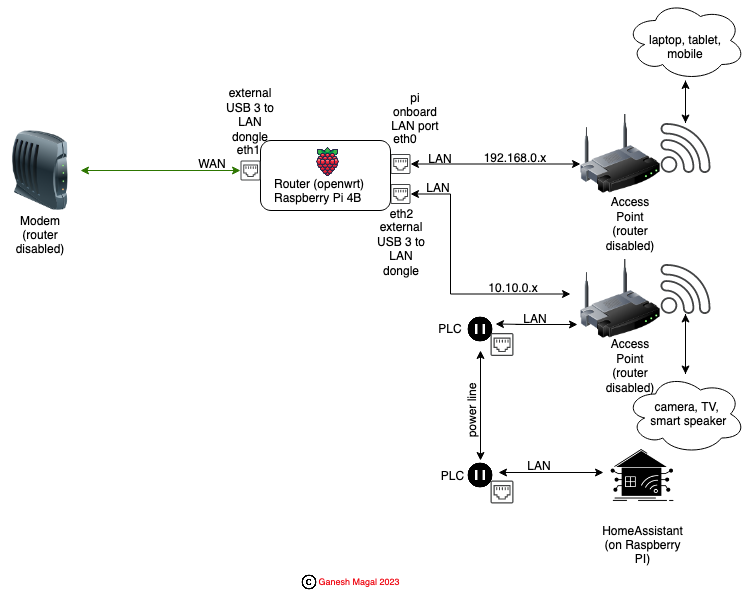 laptop, tablet,
mobile
external
USB 3 to
LAN
dongle
eth1
pi
onboard
LAN port
eth0
WAN
LAN
192.168.0.x
Router (openwrt)
Raspberry Pi 4B
LAN
Modem
(router
disabled)
eth2
external
USB 3 to
LAN
dongle
Access
Point
(router
disabled)
10.10.0.x
PLC
LAN
Access
Point
(router
disabled)
power line
camera, TV,
smart speaker
PLC
LAN
HomeAssistant
(on Raspberry
PI)
© Ganesh Magal 2023